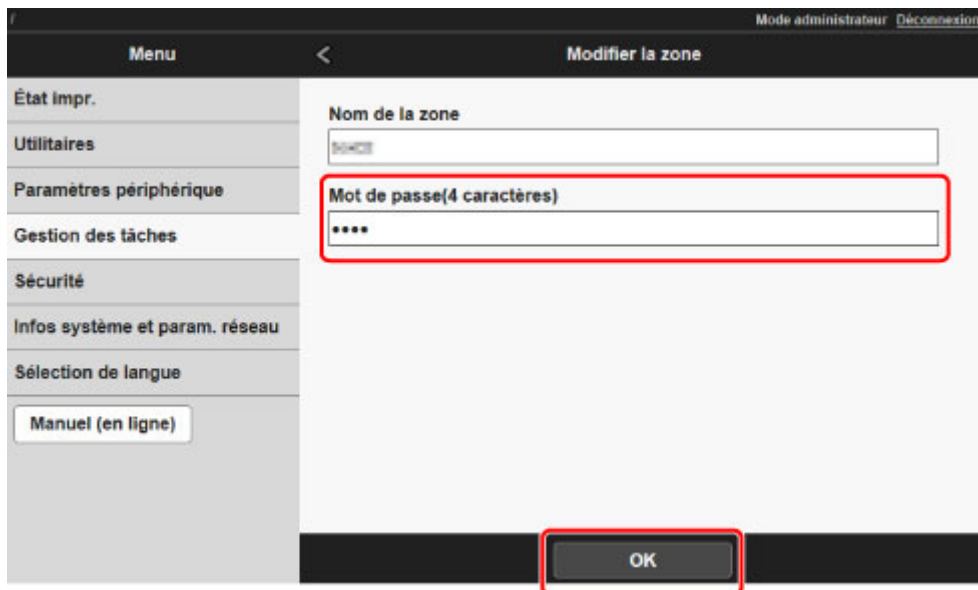 /
Mode administrateur Déconnexion
Menu
< Modifier la zone
État impr.
Utilitaires
Paramètres périphérique
Gestion des tâches
Sécurité
Infos système et param. réseau
Sélection de langue
Manuel (en ligne)
Nom de la zone
Mot de passe(4 caractères)
••••
OK